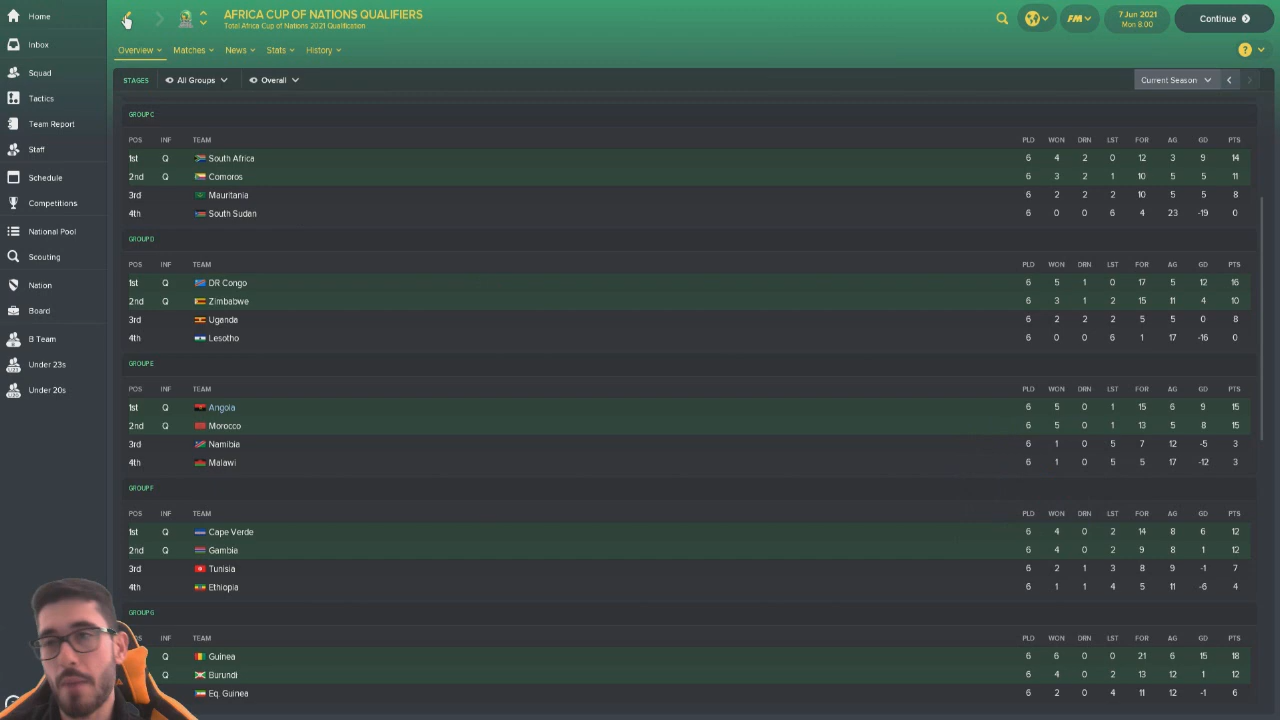 Home
Inbox
Squad
Tactics
Team Report
Staff
Schedule
Competitions
National Pool
Scouting
Nation
Board
B Team
Under 23s
Under 20s
AFRICA CUP OF NATIONS QUALIFIERS
Total Africa Cup of Nations 2021 Qualification
FM
7 Jun 2021
Mon 8:00
Continue
Overview Matches News Stats History
?
STAGES All Groups Overall Current Season
GROUP C
POS INF TEAM PLD WON DRN LST FOR AG GD PTS
1st Q South Africa 6 4 2 0 12 3 9 14
2nd Q Comoros 6 3 2 1 10 5 5 11
3rd Mauritania 6 2 2 2 10 5 5 8
4th South Sudan 6 0 0 6 4 23 -19 0
GROUP D
POS INF TEAM PLD WON DRN LST FOR AG GD PTS
1st Q DR Congo 6 5 1 0 17 5 12 16
2nd Q Zimbabwe 6 3 1 2 15 11 4 10
3rd Uganda 6 2 2 2 5 5 0 8
4th Lesotho 6 0 0 6 1 17 -16 0
GROUP E
POS INF TEAM PLD WON DRN LST FOR AG GD PTS
1st Q Angola 6 5 0 1 15 6 9 15
2nd Q Morocco 6 5 0 1 13 5 8 15
3rd Namibia 6 1 0 5 7 12 -5 3
4th Malawi 6 1 0 5 5 17 -12 3
GROUP F
POS INF TEAM PLD WON DRN LST FOR AG GD PTS
1st Q Cape Verde 6 4 0 2 14 8 6 12
2nd Q Gambia 6 4 0 2 9 8 1 12
3rd Tunisia 6 2 1 3 8 9 -1 7
4th Ethiopia 6 1 1 4 5 11 -6 4
GROUP G
INF TEAM PLD WON DRN LST FOR AG GD PTS
Q Guinea 6 6 0 0 21 6 15 18
Q Burundi 6 4 0 2 13 12 1 12
Eq. Guinea 6 2 0 4 11 12 -1 6